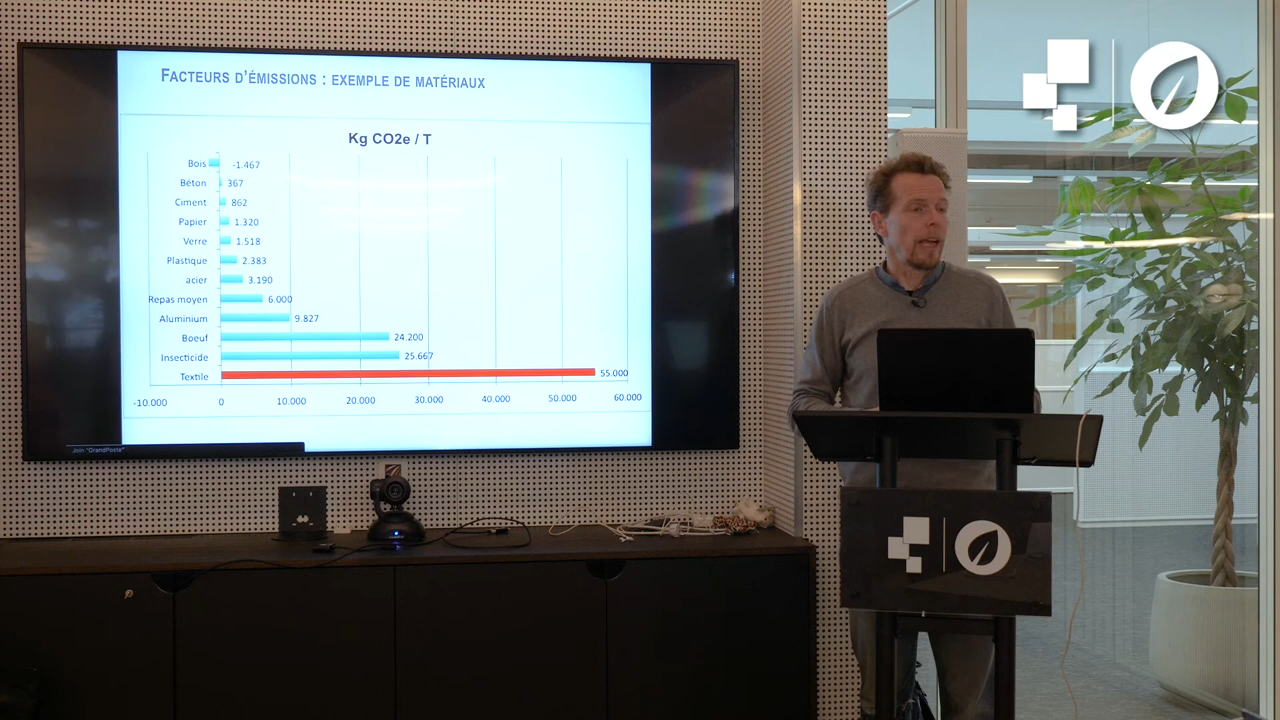 FACTEURS D'ÉMISSIONS : EXEMPLE DE MATÉRIAUX
Kg CO2e / T
Bois -1.467
Béton 367
Ciment 862
Papier 1.320
Verre 1.518
Plastique 2.383
acier 3.190
Repas moyen 6.000
Aluminium 9.827
Boeuf 24.200
Insecticide 25.667
Textile 55.000
-10.000 0 10.000 20.000 30.000 40.000 50.000 60.000
Join "GrandPosta"